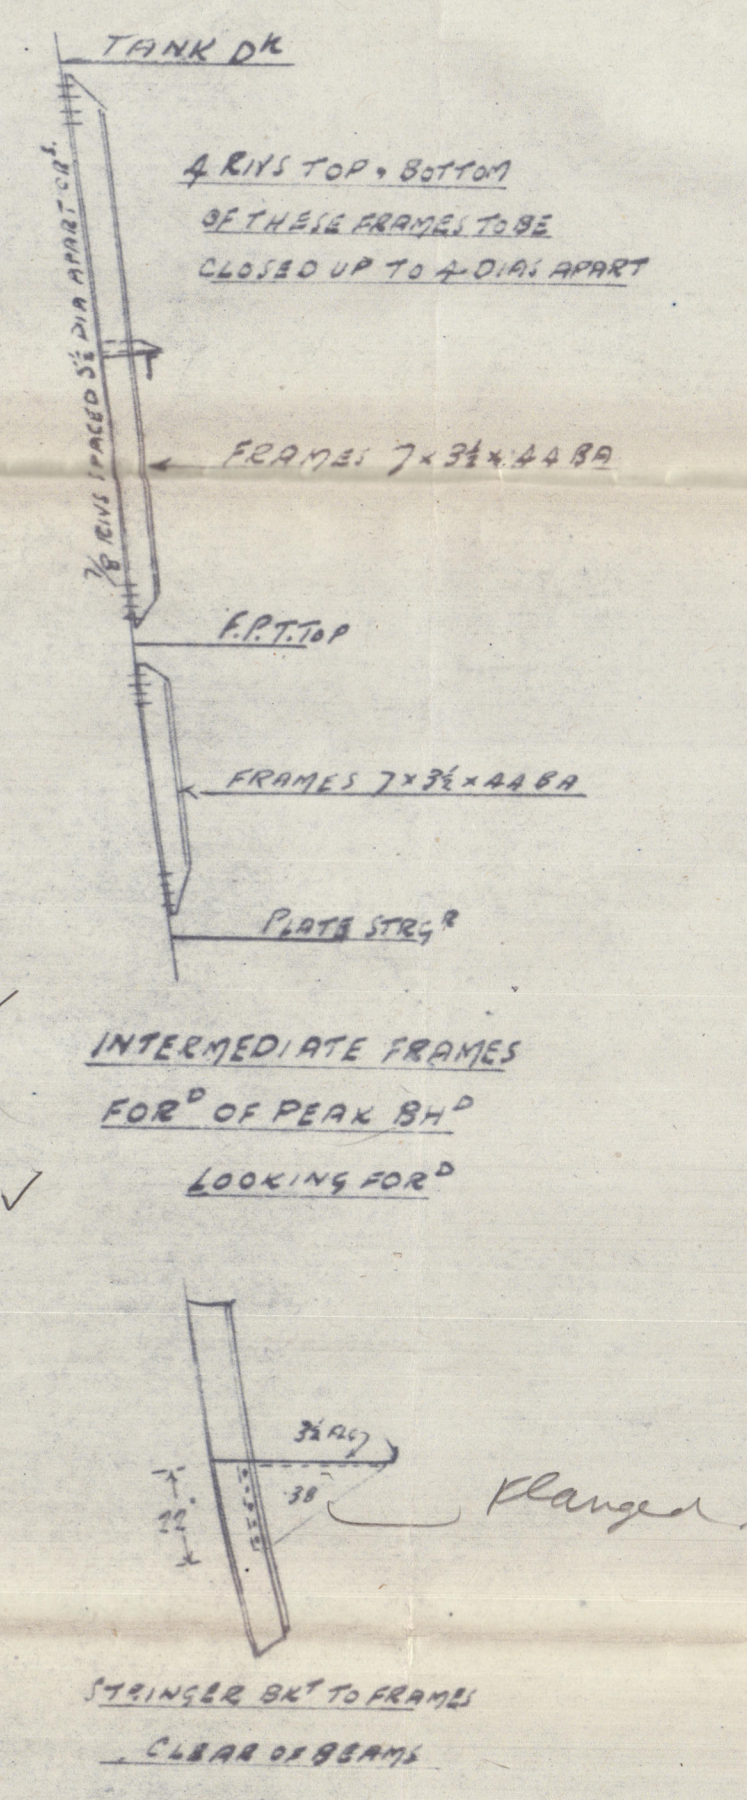 TANK DK
4 RIVS TOP & BOTTOM
OF THESE FRAMES TO BE
CLOSED UP TO 4 DIAS APART
7/8 RIVS SPACED 5½ DIA APART CRS.
FRAMES 7 x 3½ x .44 BA
F.P.T. TOP
FRAMES 7 x 3½ x .44 BA
PLATE STRGR
INTERMEDIATE FRAMES
FORD OF PEAK BHD
LOOKING FORD
3½ FLG
38
22"
Flanged.
STRINGER BKT TO FRAMES
CLEAR OF BEAMS